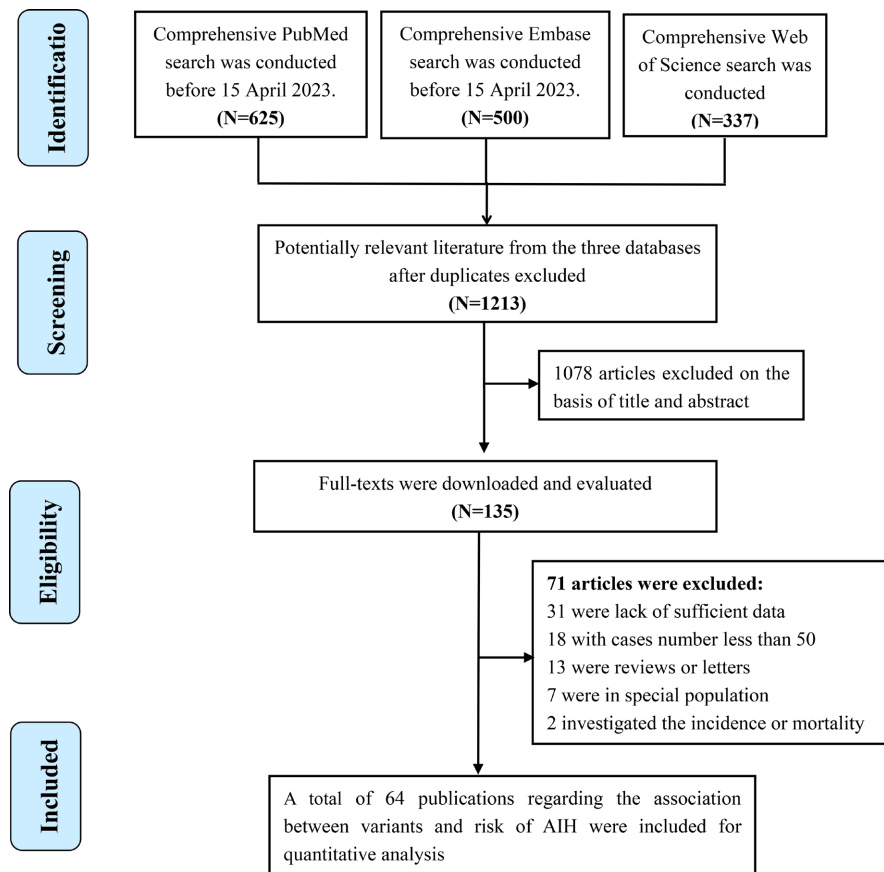 Identificatio
Comprehensive PubMed
search was conducted
before 15 April 2023.
(N=625)
Comprehensive Embase
search was conducted
before 15 April 2023.
(N=500)
Comprehensive Web
of Science search was
conducted
(N=337)
Screening
Potentially relevant literature from the three databases
after duplicates excluded
(N=1213)
1078 articles excluded on the
basis of title and abstract
Eligibility
Full-texts were downloaded and evaluated
(N=135)
71 articles were excluded:
31 were lack of sufficient data
18 with cases number less than 50
13 were reviews or letters
7 were in special population
2 investigated the incidence or mortality
Included
A total of 64 publications regarding the association
between variants and risk of AIH were included for
quantitative analysis